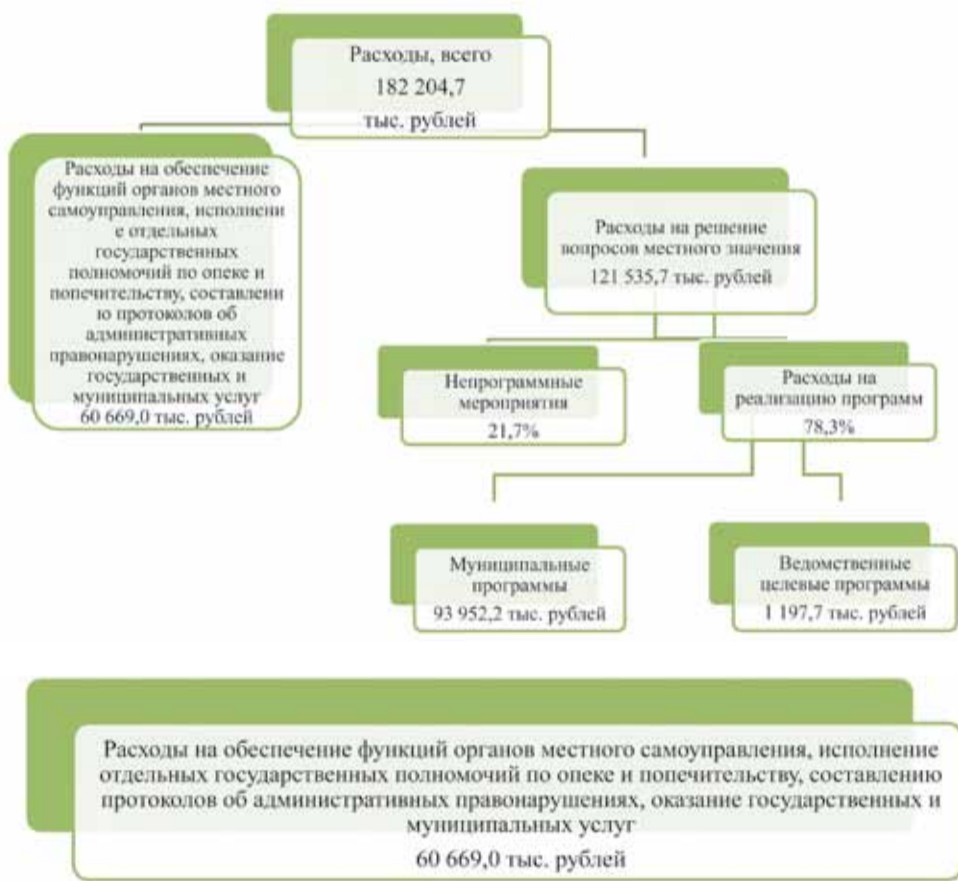 Расходы, всего
182 204,7
тыс. рублей
Расходы на обеспечение
функций органов местного
самоуправления, исполнени
е отдельных
государственных
полномочий по опеке и
попечительству, составлени
ю протоколов об
административных
правонарушениях, оказание
государственных и
муниципальных услуг
60 669,0 тыс. рублей
Расходы на решение
вопросов местного значения
121 535,7 тыс. рублей
Непрограммные
мероприятия
21,7%
Расходы на
реализацию программ
78,3%
Муниципальные
программы
93 952,2 тыс. рублей
Ведомственные
целевые программы
1 197,7 тыс. рублей
Расходы на обеспечение функций органов местного самоуправления, исполнение
отдельных государственных полномочий по опеке и попечительству, составлению
протоколов об административных правонарушениях, оказание государственных и
муниципальных услуг
60 669,0 тыс. рублей